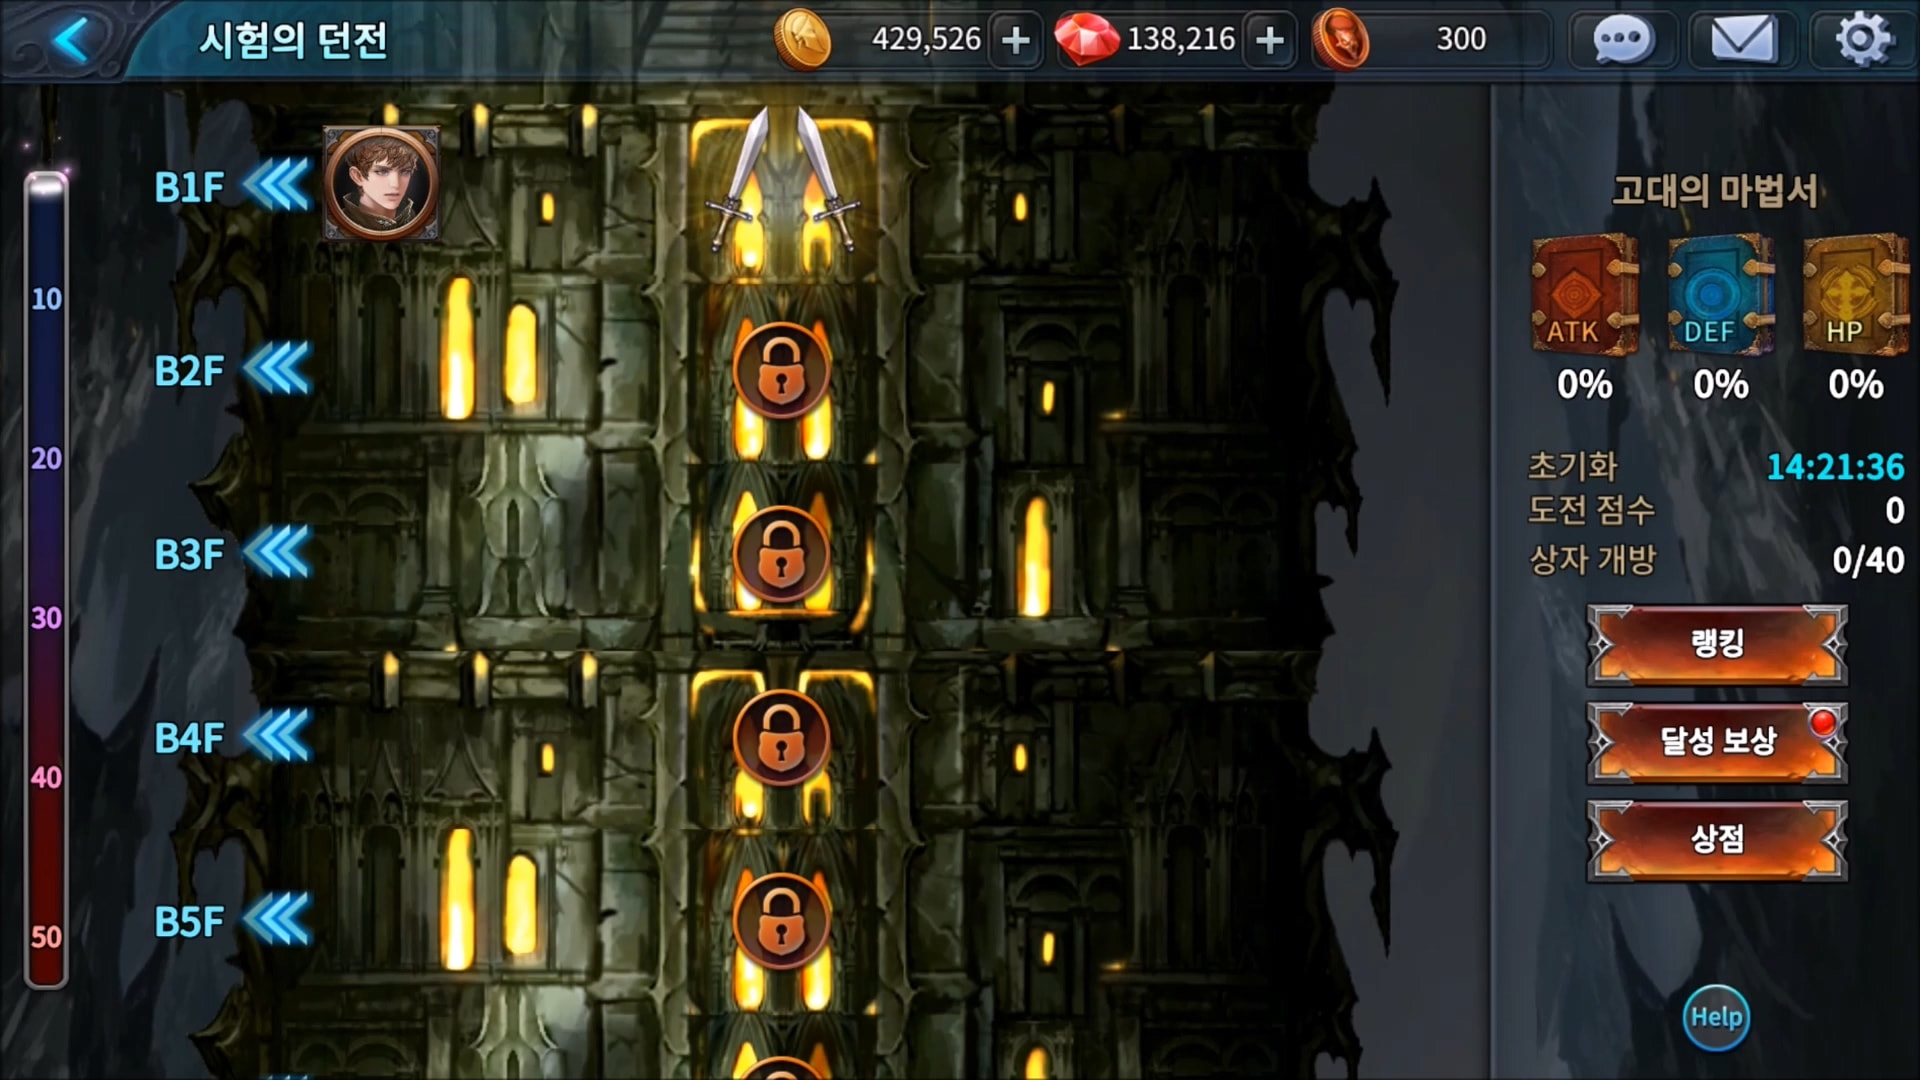 시험의 던전
429,526
138,216
300
B1F
B2F
B3F
B4F
B5F
10
20
30
40
50
고대의 마법서
ATK DEF HP
0% 0% 0%
초기화 14:21:36
도전 점수 0
상자 개방 0/40
랭킹
달성 보상
상점
Help